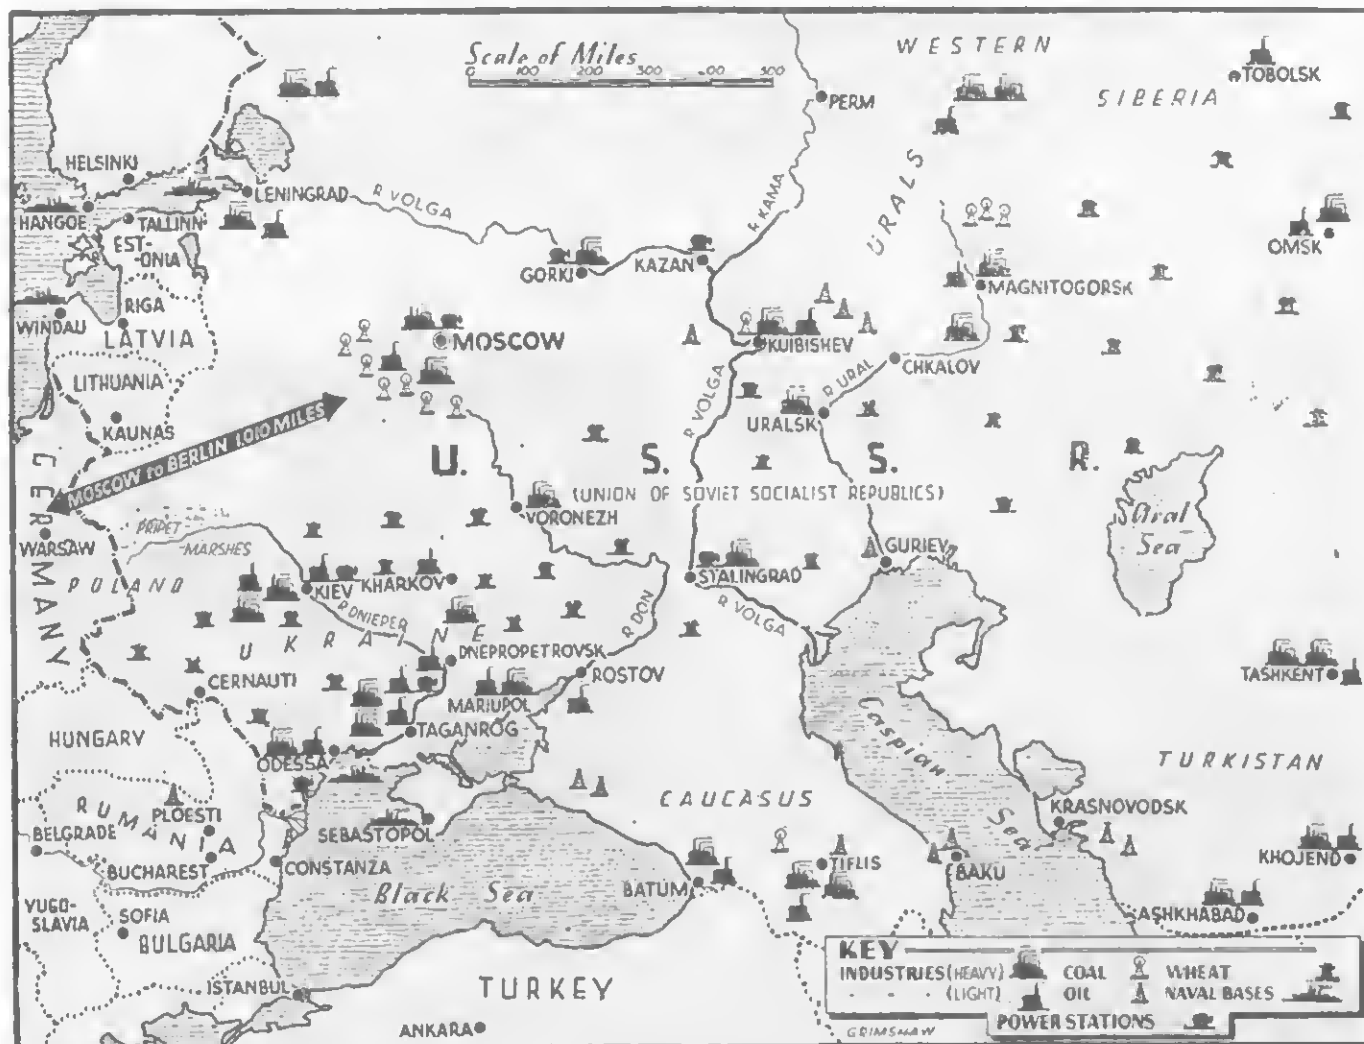 WESTERN
Scale of Miles
0 100 200 300 400 500
TOBOLSK
SIBERIA
PERM
HELSINKI
LENINGRAD
R VOLGA
R KAMA
URALS
HANGOE
TALLINN
EST-
ONIA
OMSK
GORKI
KAZAN
MAGNITOGORSK
RIGA
WINDAU
LATVIA
MOSCOW
KUIBISHEV
CHKALOV
LITHUANIA
R VOLGA
R URAL
KAUNAS
URALSK
MOSCOW to BERLIN 1,010 MILES
U. S. S. R.
(UNION OF SOVIET SOCIALIST REPUBLICS)
GERMANY
VORONEZH
Aral
Sea
PRIPET
MARSHES
WARSAW
GURIEV
POLAND
KIEV
KHARKOV
STALINGRAD
R DNIEPER
R DON
R VOLGA
UKRAINE
DNEPROPETROVSK
ROSTOV
TASHKENT
CERNAUTI
MARIUPOL
TAGANROG
HUNGARY
ODESSA
Caspian
Sea
TURKISTAN
RUMANIA
PLOESTI
CAUCASUS
KRASNOVODSK
BELGRADE
SEBASTOPOL
BUCHAREST
CONSTANZA
TIFLIS
BAKU
KHOJEND
BATUM
Black Sea
YUGO-
SLAVIA
SOFIA
BULGARIA
ASHKHABAD
ISTANBUL
TURKEY
ANKARA
KEY
INDUSTRIES (HEAVY) COAL WHEAT
(LIGHT) OIL NAVAL BASES
POWER STATIONS
GRIMSHAW